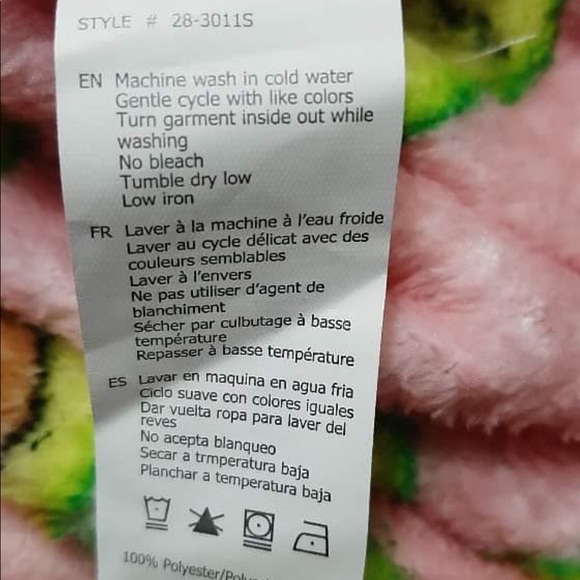 STYLE # 28-3011S
EN Machine wash in cold water
Gentle cycle with like colors
Turn garment inside out while
washing
No bleach
Tumble dry low
Low iron
FR Laver à la machine à l'eau froide
Laver au cycle délicat avec des
couleurs semblables
Laver à l'envers
Ne pas utiliser d'agent de
blanchiment
Sécher par culbutage à basse
température
Repasser à basse température
ES Lavar en maquina en agua fria
Ciclo suave con colores iguales
Dar vuelta ropa para laver del
reves
No acepta blanqueo
Secar a trmperatura baja
Planchar a temperatura baja
100% Polyester/